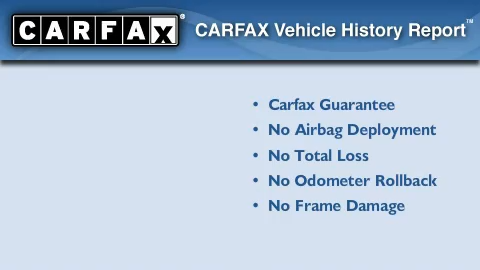 CARFAX® CARFAX Vehicle History Report™
• Carfax Guarantee
• No Airbag Deployment
• No Total Loss
• No Odometer Rollback
• No Frame Damage